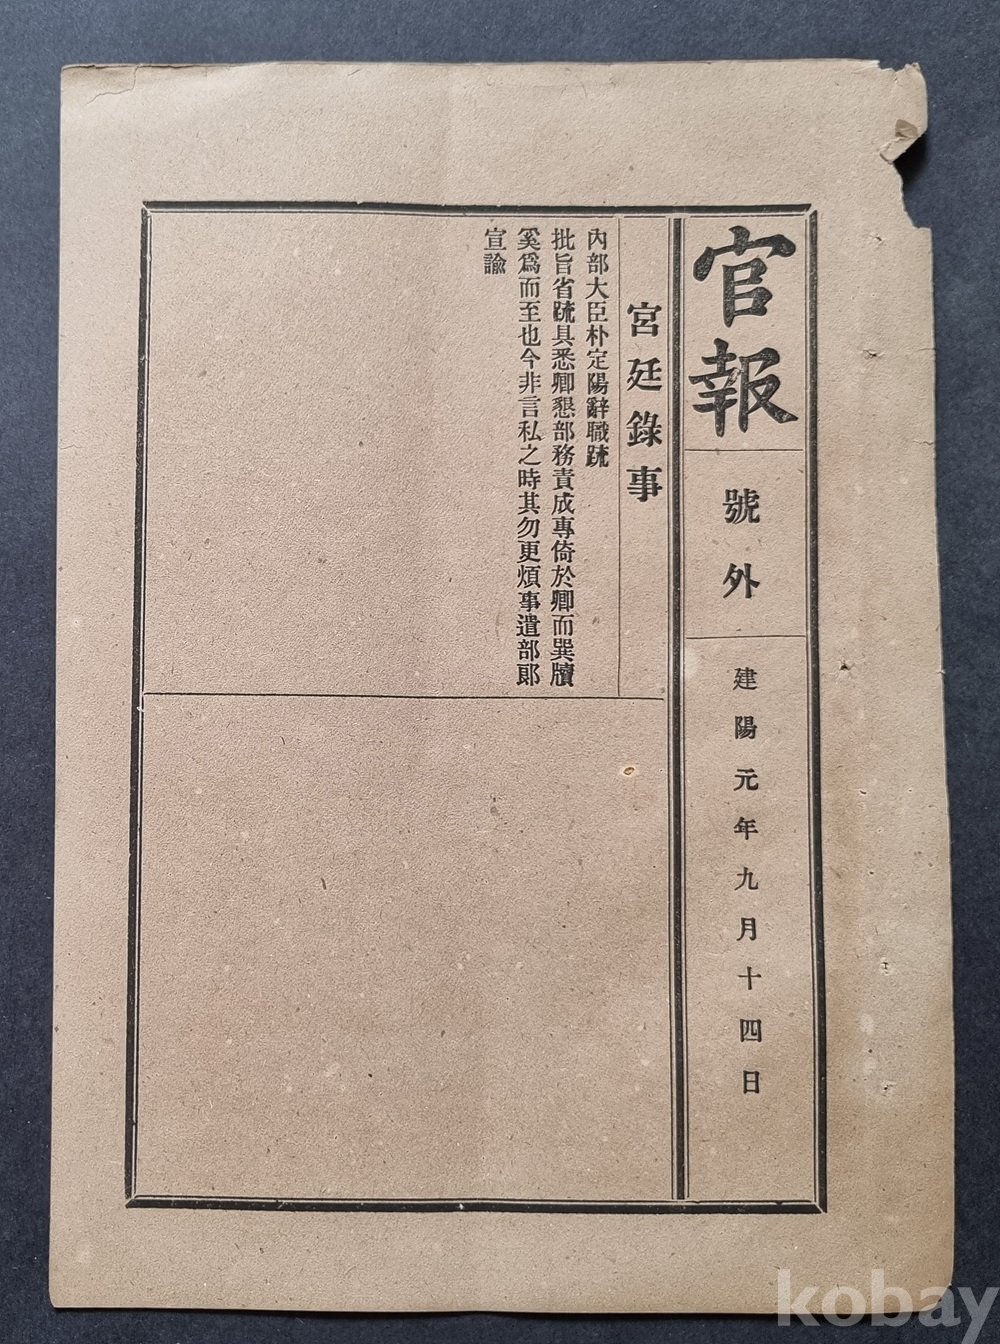 官報
號外
建陽元年九月十四日
宮廷錄事
內部大臣朴定陽辭職疏
批旨省疏具悉卿懇部務責成專倚於卿而巽牘
奚爲而至也今非言私之時其勿更煩事遣部郞
宣諭
kobay